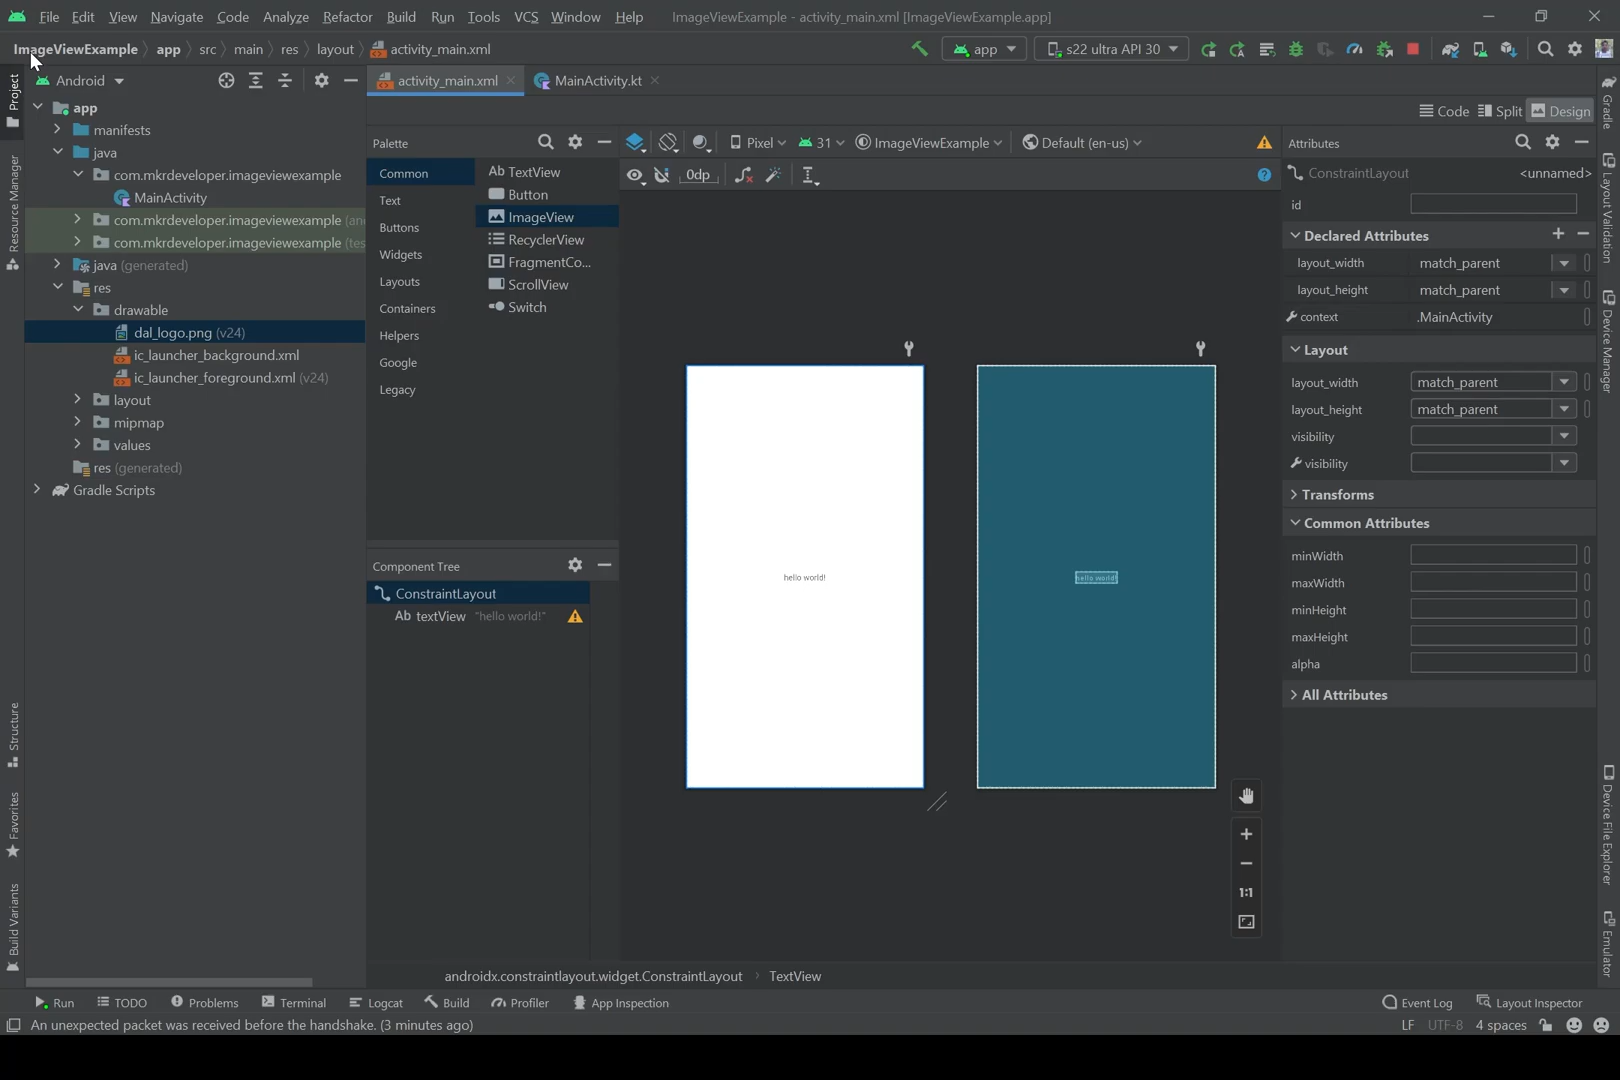 File Edit View Navigate Code Analyze Refactor Build Run Tools VCS Window Help ImageViewExample - activity_main.xml [ImageViewExample.app]
ImageViewExample app src main res layout activity_main.xml app s22 ultra API 30
Project
Android
activity_main.xml MainActivity.kt
Code Split Design
app
manifests
java
com.mkrdeveloper.imageviewexample
MainActivity
com.mkrdeveloper.imageviewexample
com.mkrdeveloper.imageviewexample (tes
java (generated)
res
drawable
dal_logo.png (v24)
ic_launcher_background.xml
ic_launcher_foreground.xml (v24)
layout
mipmap
values
res (generated)
Gradle Scripts
Resource Manager
Structure
Favorites
Build Variants
Palette
Common
Text
Buttons
Widgets
Layouts
Containers
Helpers
Google
Legacy
Ab TextView
Button
ImageView
RecyclerView
FragmentCo...
ScrollView
Switch
Component Tree
ConstraintLayout
Ab textView "hello world!"
Pixel 31 ImageViewExample Default (en-us)
0dp
hello world!
hello world!
1:1
androidx.constraintlayout.widget.ConstraintLayout TextView
Attributes
ConstraintLayout <unnamed>
id
Declared Attributes
layout_width match_parent
layout_height match_parent
context .MainActivity
Layout
layout_width match_parent
layout_height match_parent
visibility
visibility
Transforms
Common Attributes
minWidth
maxWidth
minHeight
maxHeight
alpha
All Attributes
Gradle
Layout Validation
Device Manager
Device File Explorer
Emulator
Run TODO Problems Terminal Logcat Build Profiler App Inspection Event Log Layout Inspector
An unexpected packet was received before the handshake. (3 minutes ago) LF UTF-8 4 spaces